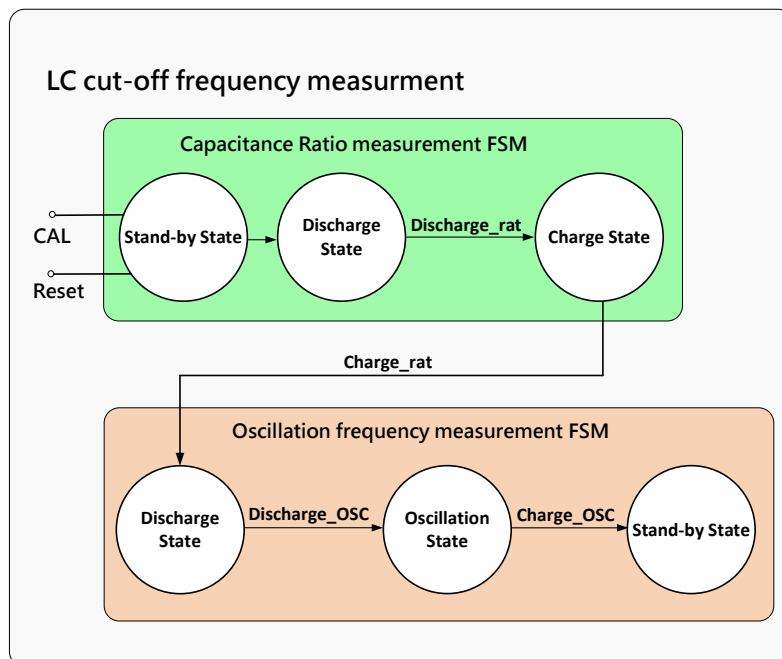 LC cut-off frequency measurment
Capacitance Ratio measurement FSM
CAL
Reset
Stand-by State
Discharge
State
Discharge_rat
Charge State
Charge_rat
Oscillation frequency measurement FSM
Discharge
State
Discharge_OSC
Oscillation
State
Charge_OSC
Stand-by State